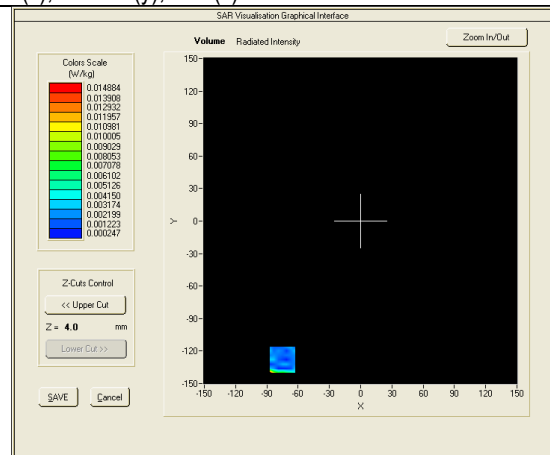 SAR Visualisation Graphical Interface
Volume Radiated Intensity
Zoom In/Out
Colors Scale
(W/kg)
0.014884
0.013908
0.012932
0.011957
0.010981
0.010005
0.009029
0.008053
0.007078
0.006102
0.005126
0.004150
0.003174
0.002199
0.001223
0.000247
150
120
90
60
30
0
-30
-60
-90
-120
-150
Y
-150 -120 -90 -60 -30 0 30 60 90 120 150
X
Z-Cuts Control
<< Upper Cut
Z = 4.0 mm
Lower Cut >>
SAVE Cancel